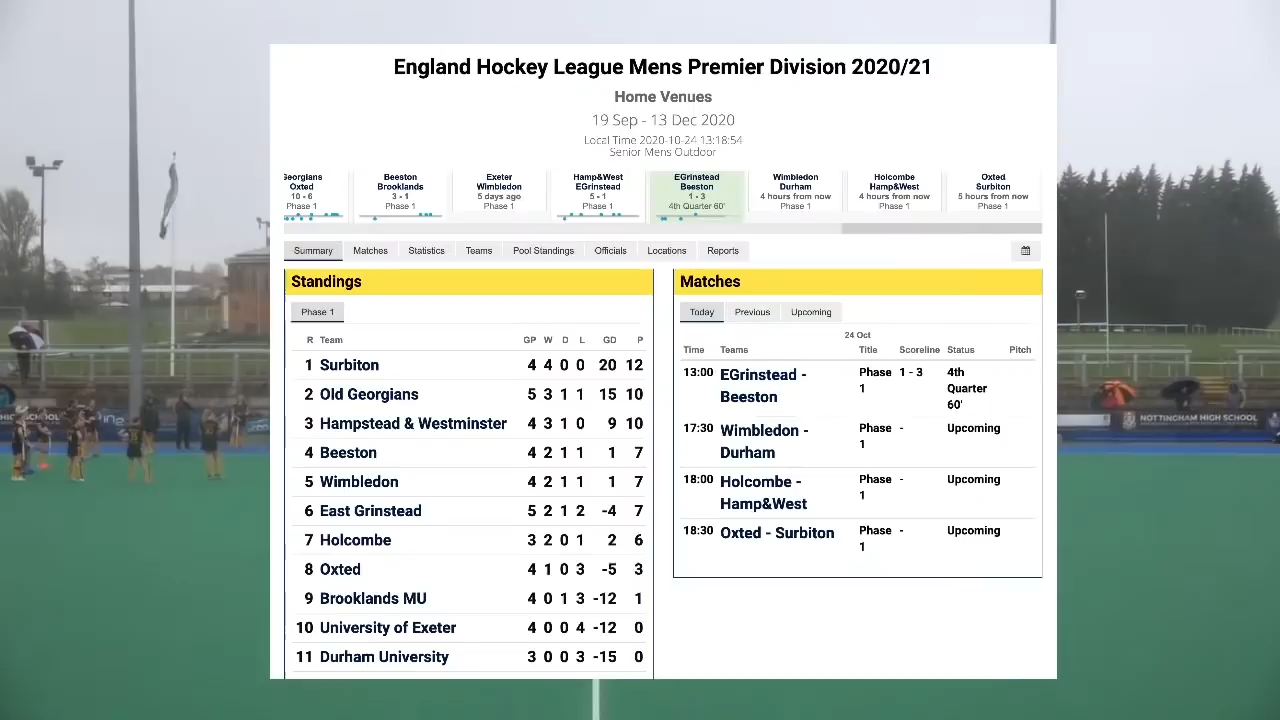 England Hockey League Mens Premier Division 2020/21
Home Venues
19 Sep - 13 Dec 2020
Local Time 2020-10-24 13:18:54
Senior Mens Outdoor
Georgians
Oxted
10 - 6
Phase 1
Beeston
Brooklands
3 - 1
Phase 1
Exeter
Wimbledon
5 days ago
Phase 1
Hamp&West
EGrinstead
5 - 1
Phase 1
EGrinstead
Beeston
1 - 3
4th Quarter 60'
Wimbledon
Durham
4 hours from now
Phase 1
Holcombe
Hamp&West
4 hours from now
Phase 1
Oxted
Surbiton
5 hours from now
Phase 1
Summary Matches Statistics Teams Pool Standings Officials Locations Reports
Standings
Phase 1
R Team GP W D L GD P
1 Surbiton 4 4 0 0 20 12
2 Old Georgians 5 3 1 1 15 10
3 Hampstead & Westminster 4 3 1 0 9 10
4 Beeston 4 2 1 1 1 7
5 Wimbledon 4 2 1 1 1 7
6 East Grinstead 5 2 1 2 -4 7
7 Holcombe 3 2 0 1 2 6
8 Oxted 4 1 0 3 -5 3
9 Brooklands MU 4 0 1 3 -12 1
10 University of Exeter 4 0 0 4 -12 0
11 Durham University 3 0 0 3 -15 0
Matches
Today Previous Upcoming
24 Oct
Time Teams Title Scoreline Status Pitch
13:00 EGrinstead - Phase 1 - 3 4th
Beeston 1 Quarter
60'
17:30 Wimbledon - Phase - Upcoming
Durham 1
18:00 Holcombe - Phase - Upcoming
Hamp&West 1
18:30 Oxted - Surbiton Phase - Upcoming
1
NOTTINGHAM HIGH SCHOOL